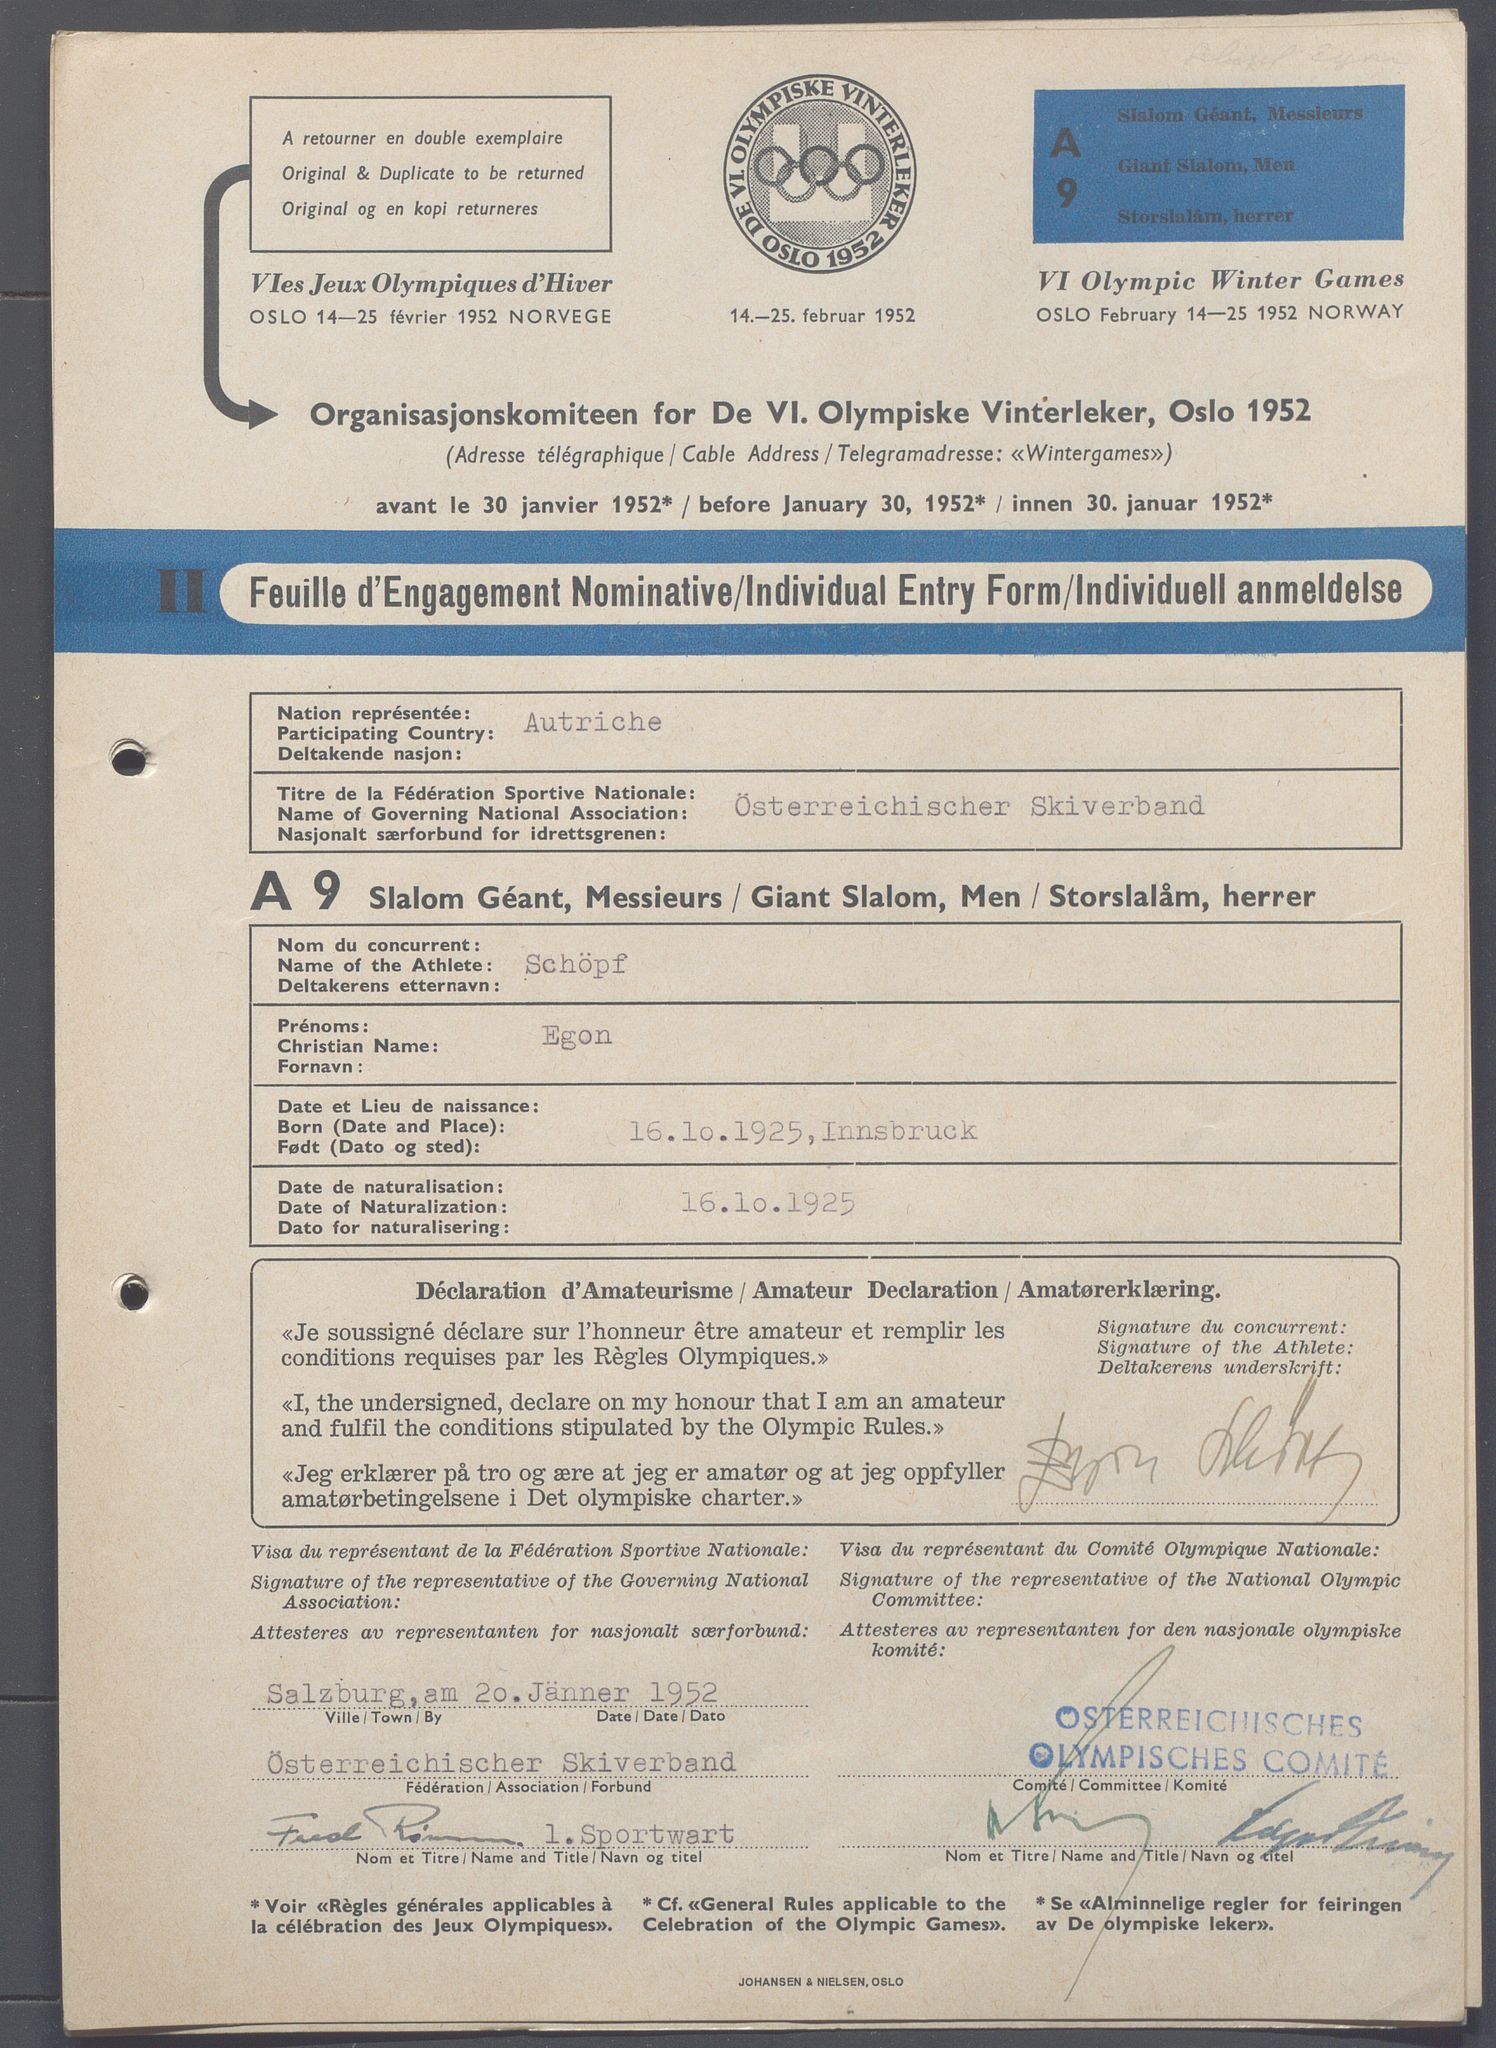 A retourner en double exemplaire
Original & Duplicate to be returned
Original og en kopi returneres
DE VI. OLYMPISKE VINTERLEKER OSLO 1952
A 9
Slalom Géant, Messieurs
Giant Slalom, Men
Storslalåm, herrer
VIes Jeux Olympiques d'Hiver
OSLO 14—25 février 1952 NORVEGE
14.—25. februar 1952
VI Olympic Winter Games
OSLO February 14—25 1952 NORWAY
Organisasjonskomiteen for De VI. Olympiske Vinterleker, Oslo 1952
(Adresse télégraphique / Cable Address / Telegramadresse: «Wintergames»)
avant le 30 janvier 1952* / before January 30, 1952* / innen 30. januar 1952*
II Feuille d'Engagement Nominative/Individual Entry Form/Individuell anmeldelse
Nation représentée:
Participating Country: Autriche
Deltakende nasjon:
Titre de la Fédération Sportive Nationale:
Name of Governing National Association: Österreichischer Skiverband
Nasjonalt særforbund for idrettsgrenen:
A 9 Slalom Géant, Messieurs / Giant Slalom, Men / Storslalåm, herrer
Nom du concurrent:
Name of the Athlete: Schöpf
Deltakerens etternavn:
Prénoms:
Christian Name: Egon
Fornavn:
Date et Lieu de naissance:
Born (Date and Place): 16.1o.1925, Innsbruck
Født (Dato og sted):
Date de naturalisation:
Date of Naturalization: 16.1o.1925
Dato for naturalisering:
Déclaration d'Amateurisme / Amateur Declaration / Amatørerklæring.
«Je soussigné déclare sur l'honneur être amateur et remplir les
conditions requises par les Règles Olympiques.»
«I, the undersigned, declare on my honour that I am an amateur
and fulfil the conditions stipulated by the Olympic Rules.»
«Jeg erklærer på tro og ære at jeg er amatør og at jeg oppfyller
amatørbetingelsene i Det olympiske charter.»
Signature du concurrent:
Signature of the Athlete:
Deltakerens underskrift:
Egon Schöpf
Visa du représentant de la Fédération Sportive Nationale:
Signature of the representative of the Governing National
Association:
Attesteres av representanten for nasjonalt særforbund:
Visa du représentant du Comité Olympique Nationale:
Signature of the representative of the National Olympic
Committee:
Attesteres av representanten for den nasjonale olympiske
komité:
Salzburg, am 2o. Jänner 1952
Ville / Town / By Date / Date / Dato
Österreichischer Skiverband
Fédération / Association / Forbund
1. Sportwart
Nom et Titre / Name and Title / Navn og titel
ÖSTERREICHISCHES
OLYMPISCHES COMITÉ
Comité / Committee / Komité
Nom et Titre / Name and Title / Navn og titel
* Voir «Règles générales applicables à
la célébration des Jeux Olympiques».
* Cf. «General Rules applicable to the
Celebration of the Olympic Games».
* Se «Alminnelige regler for feiringen
av De olympiske leker».
JOHANSEN & NIELSEN, OSLO